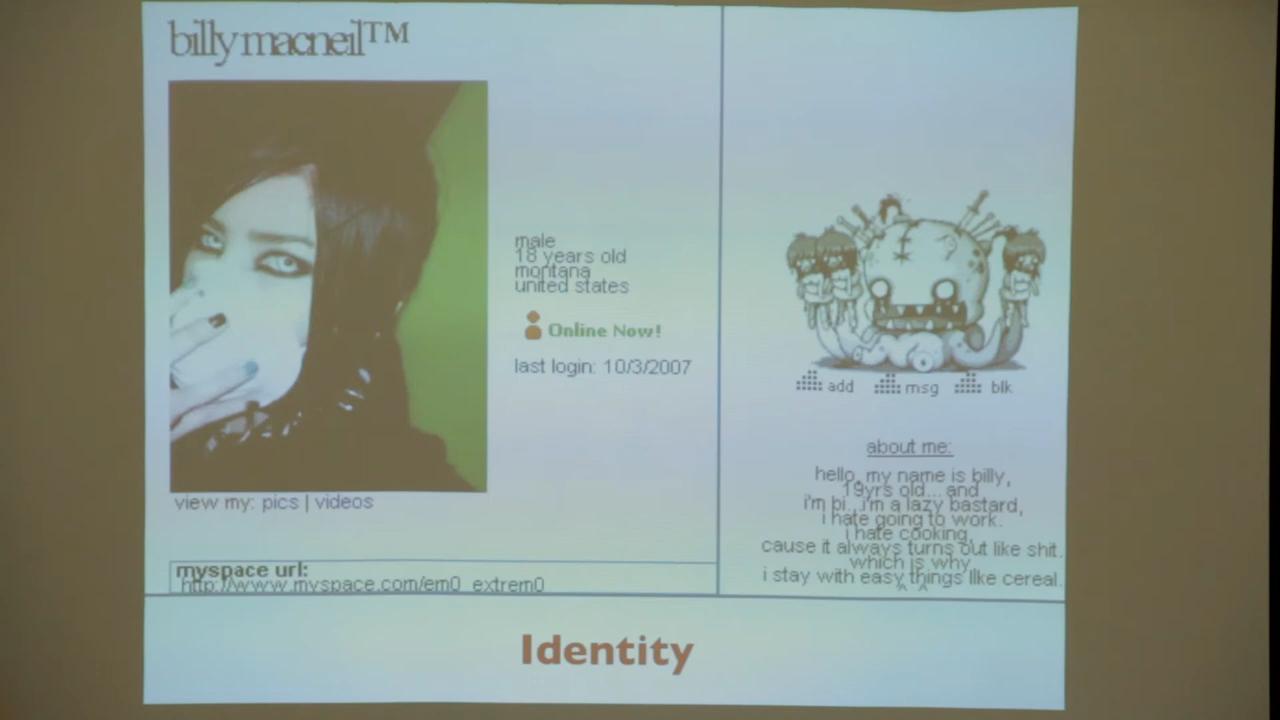 billy macneil™
male
18 years old
montana
united states
Online Now!
last login: 10/3/2007
view my: pics | videos
myspace url:
http://www.myspace.com/em0_extrem0
add
msg
blk
about me:
hello, my name is billy,
19yrs old... and
i'm bi...i'm a lazy bastard,
i hate going to work.
i hate cooking,
cause it always turns out like shit.
which is why
i stay with easy things like cereal.
^_^
Identity